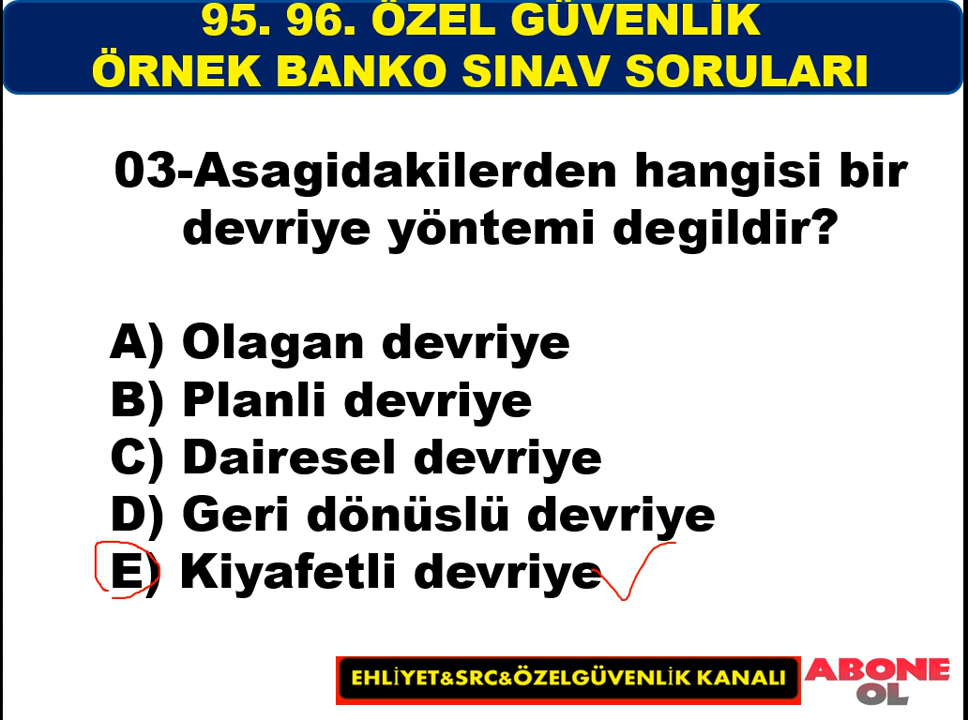 95. 96. ÖZEL GÜVENLİK
ÖRNEK BANKO SINAV SORULARI
03-Asagidakilerden hangisi bir
devriye yöntemi degildir?
A) Olagan devriye
B) Planli devriye
C) Dairesel devriye
D) Geri dönüslü devriye
E) Kiyafetli devriye
EHLİYET&SRC&ÖZELGÜVENLİK KANALI
ABONE
OL